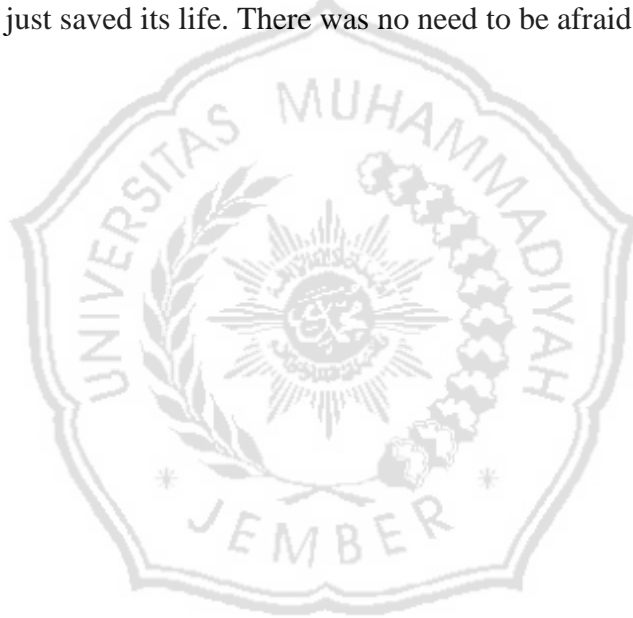 just saved its life. There was no need to be afraid
UNIVERSITAS MUHAMMADIYAH
JEMBER